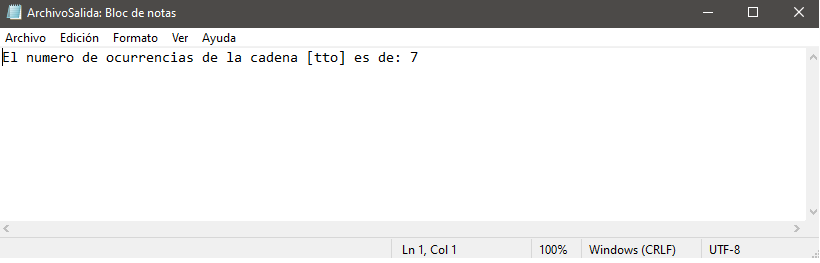 ArchivoSalida: Bloc de notas
Archivo Edición Formato Ver Ayuda
El numero de ocurrencias de la cadena [tto] es de: 7
Ln 1, Col 1 100% Windows (CRLF) UTF-8